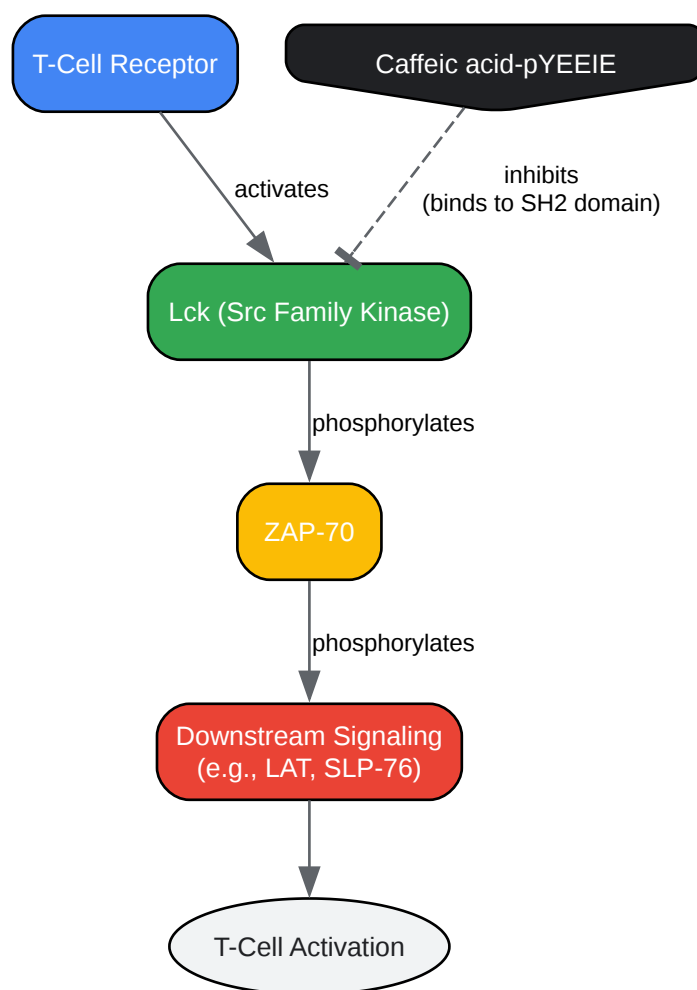 T-Cell Receptor
Caffeic acid-pYEEIE
activates
inhibits
(binds to SH2 domain)
Lck (Src Family Kinase)
phosphorylates
ZAP-70
phosphorylates
Downstream Signaling
(e.g., LAT, SLP-76)
T-Cell Activation